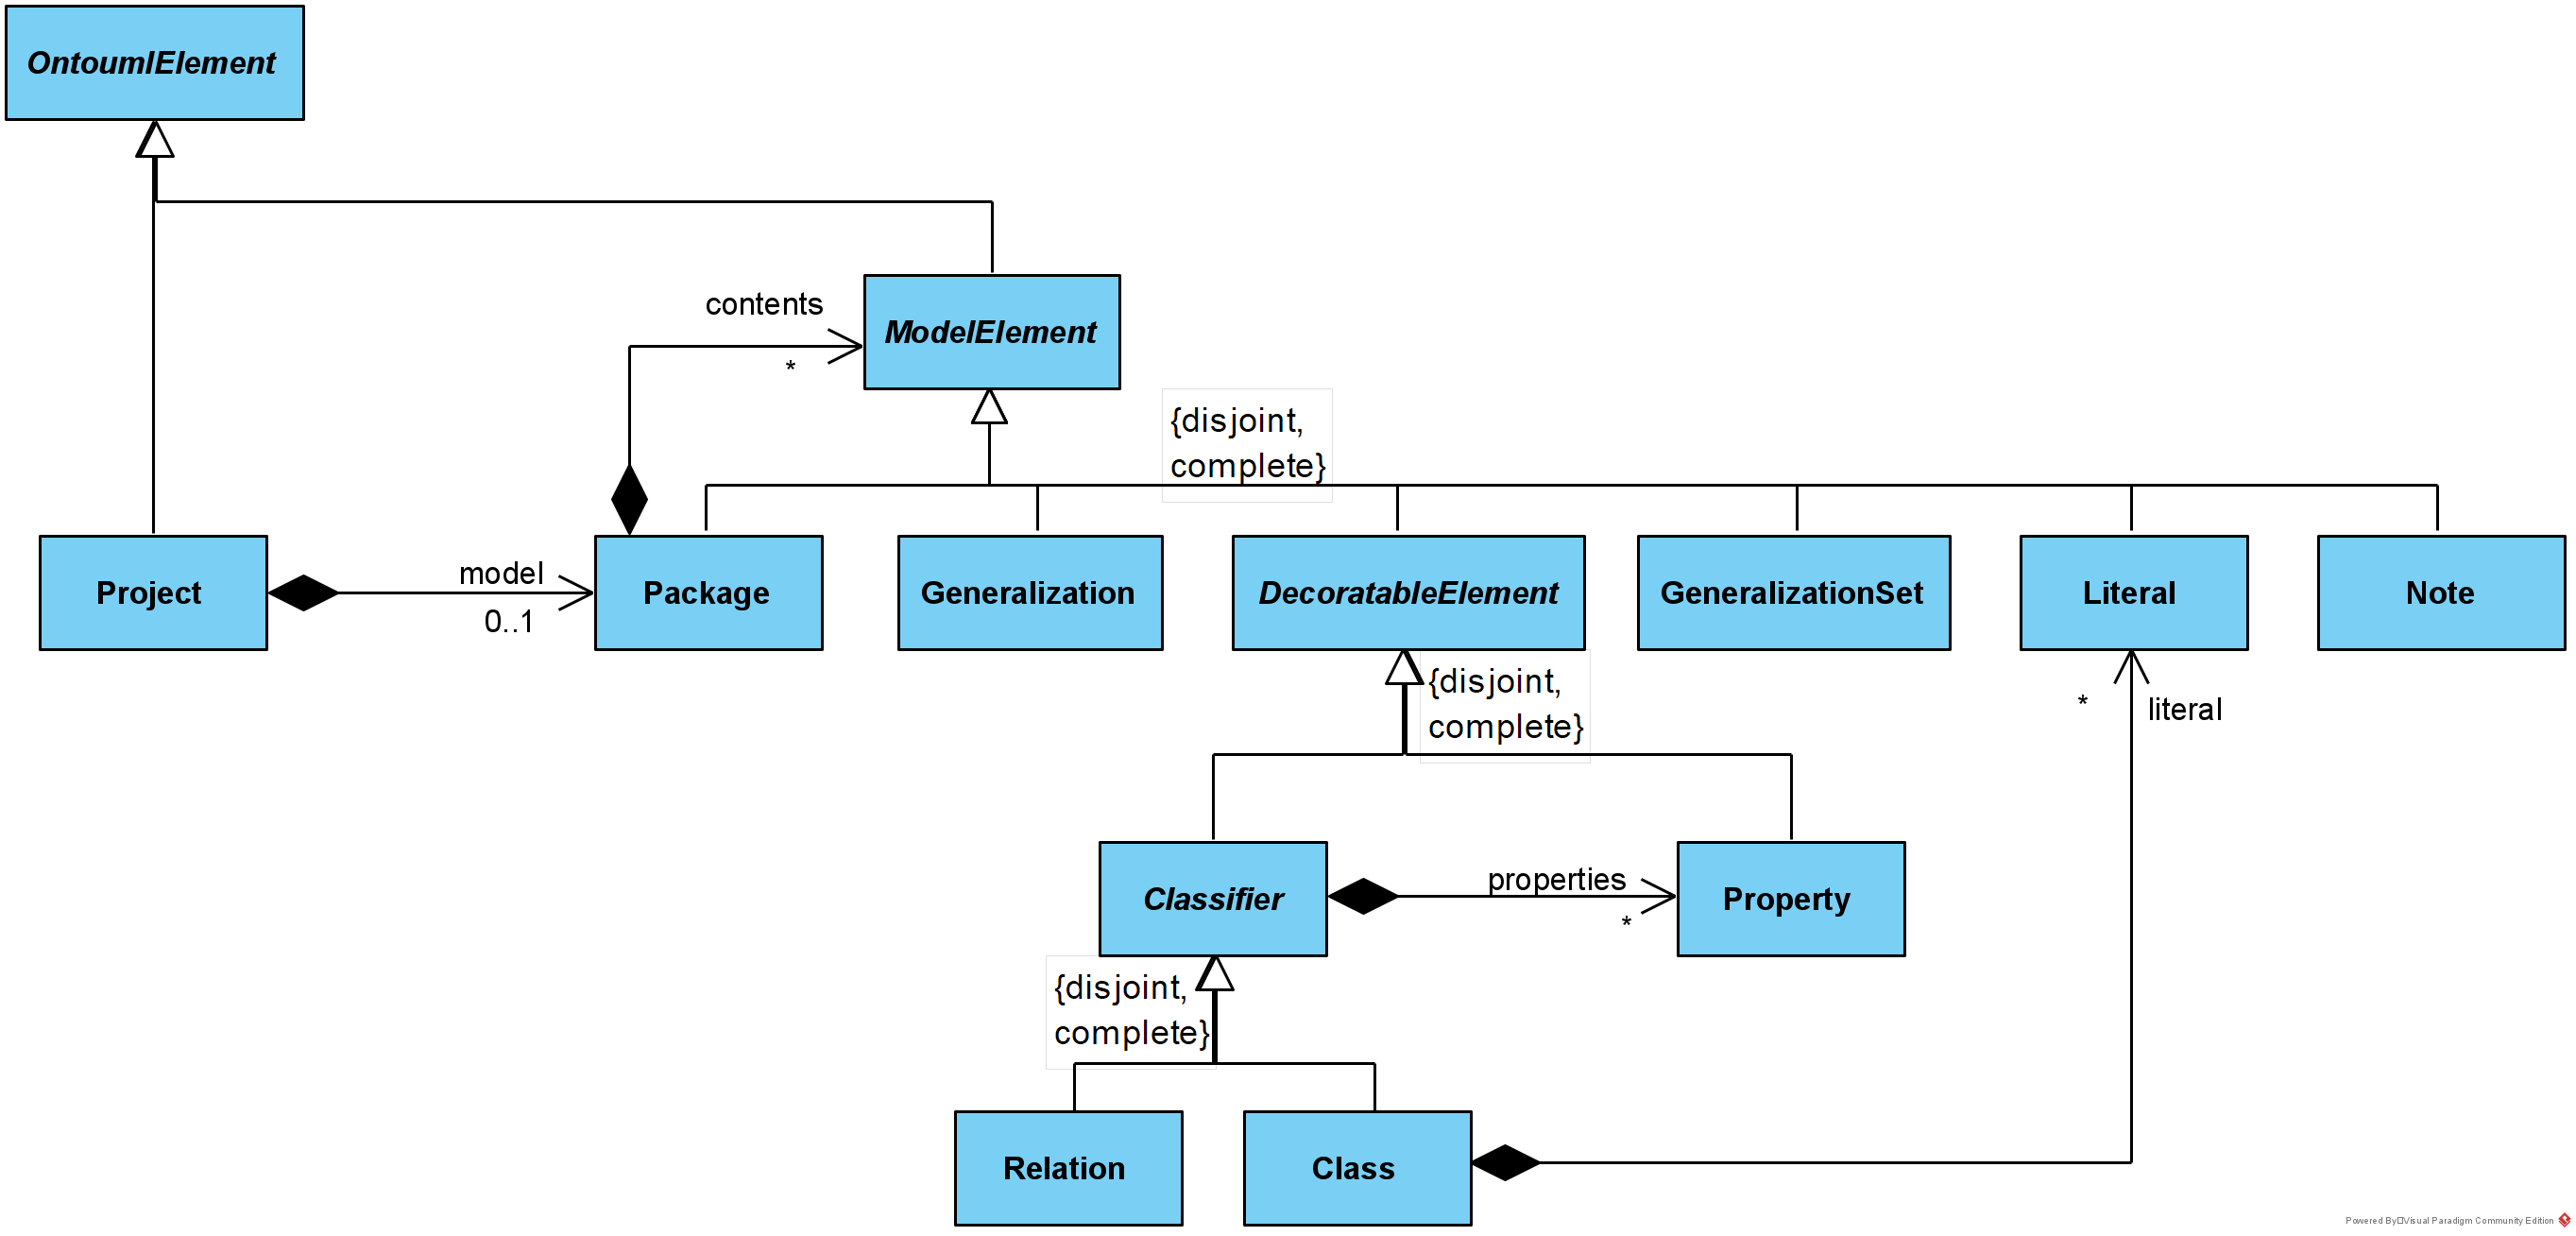 OntoumlElement
contents
ModelElement
*
{disjoint,
complete}
model
Project
Package
Generalization
DecoratableElement
GeneralizationSet
Literal
Note
0..1
{disjoint,
complete}
*
literal
properties
Classifier
Property
*
{disjoint,
complete}
Relation
Class
Powered By Visual Paradigm Community Edition